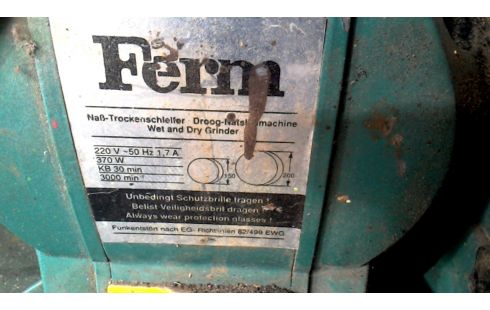 Ferm
Naß-Trockenschleifer Droog-Natslijpmachine
Wet and Dry Grinder
220 V ~50 Hz 1,7 A
370 W
KB 30 min
3000 min
150
200
Unbedingt Schutzbrille tragen !
Belist Veiligheidsbril dragen !
Always wear protection glasses !
Funkentstön nach EG- Richtlinien 82/499 EWG